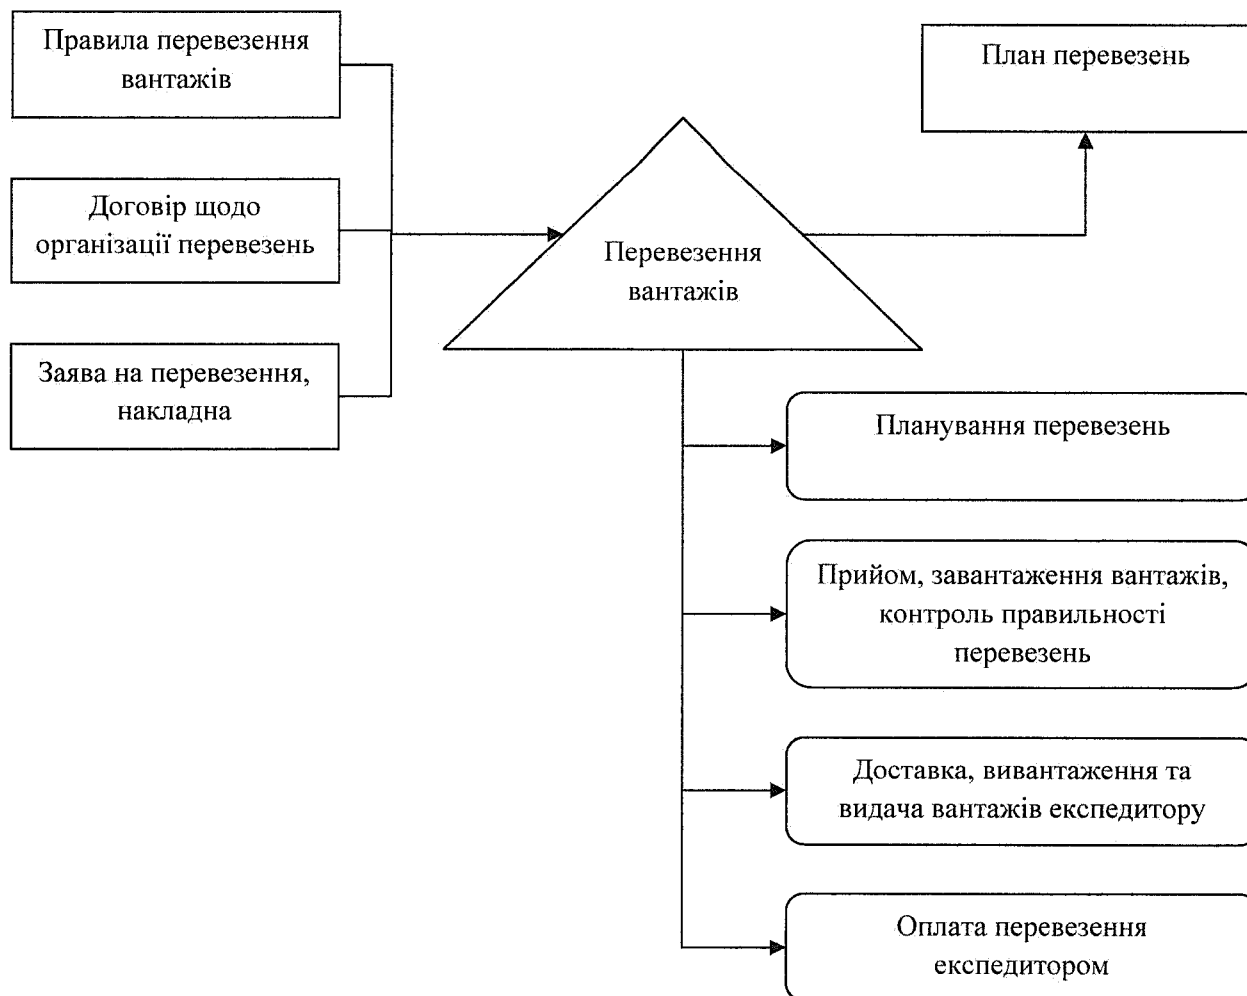 Правила перевезення
вантажів
План перевезень
Договір щодо
організації перевезень
Перевезення
вантажів
Заява на перевезення,
накладна
Планування перевезень
Прийом, завантаження вантажів,
контроль правильності
перевезень
Доставка, вивантаження та
видача вантажів експедитору
Оплата перевезення
експедитором